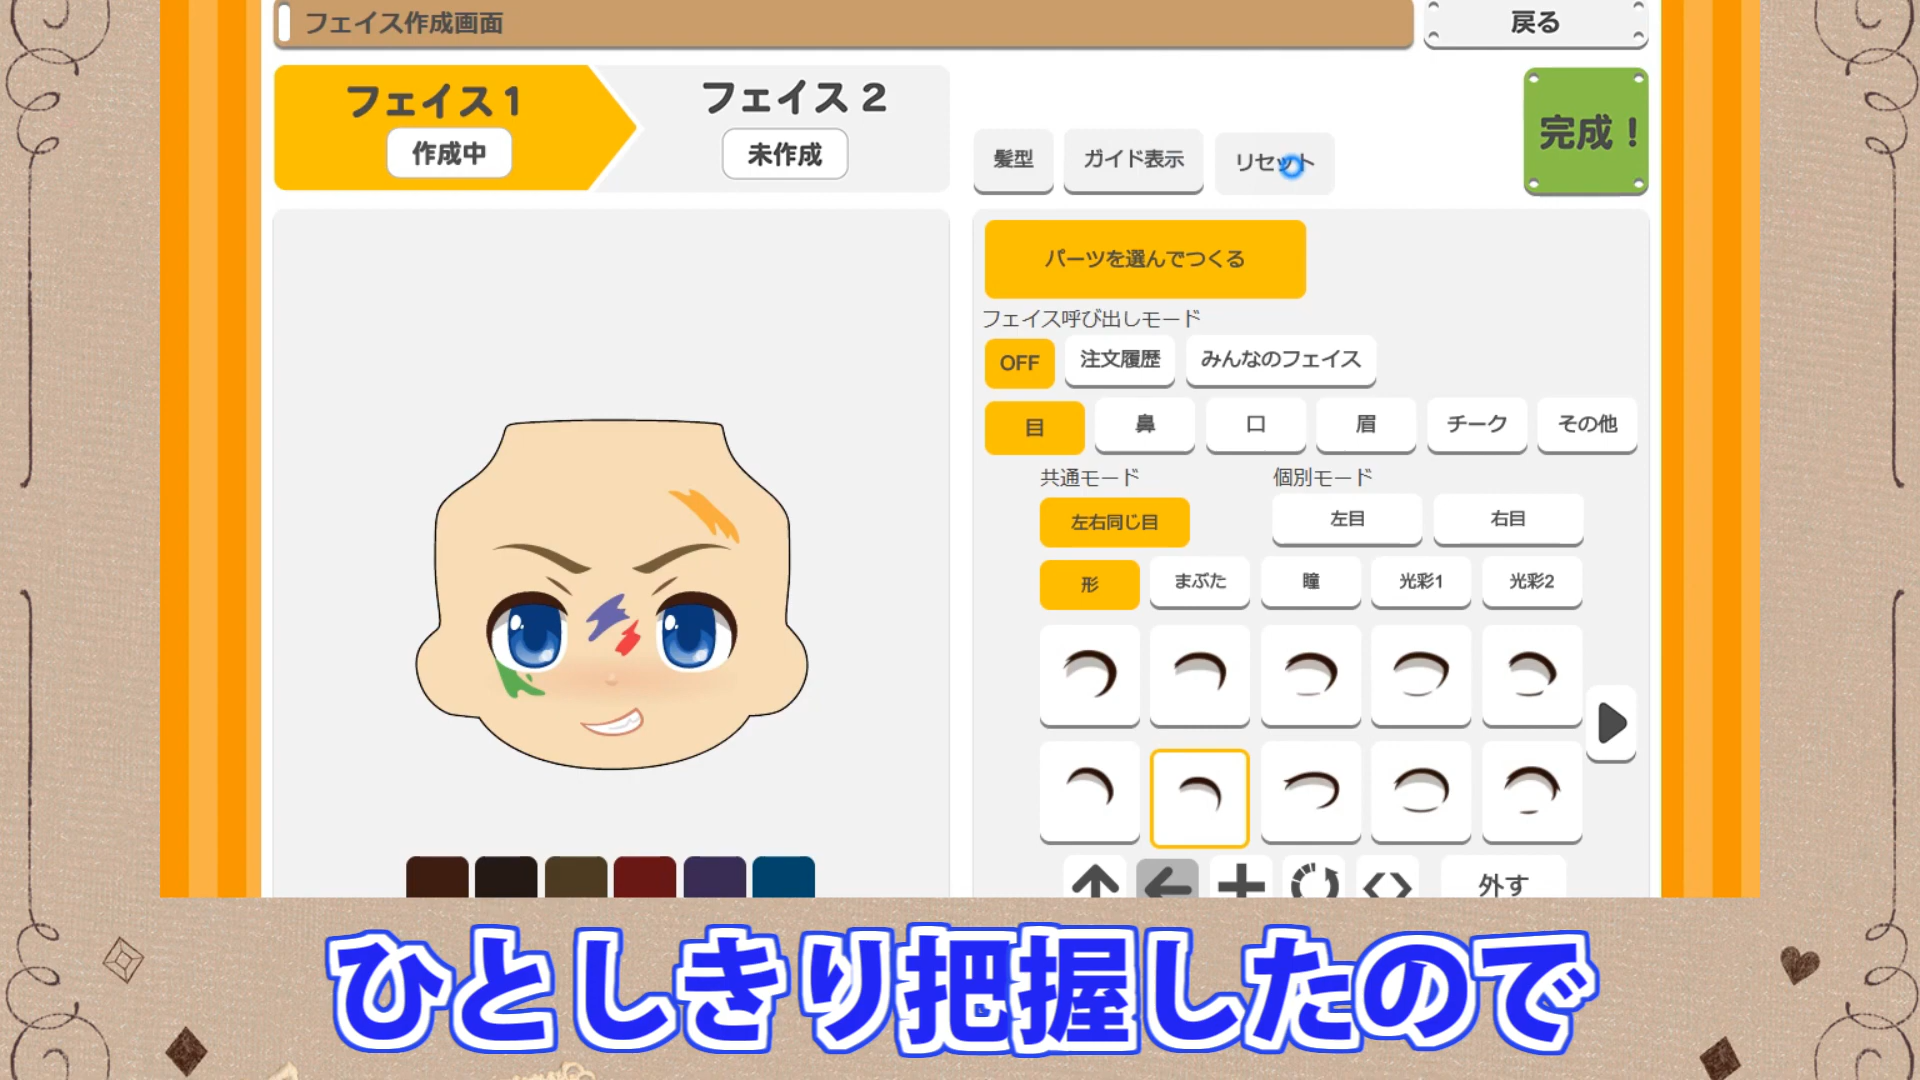 フェイス作成画面
戻る
フェイス1
作成中
フェイス2
未作成
髪型
ガイド表示
リセット
完成!
パーツを選んでつくる
フェイス呼び出しモード
OFF
注文履歴
みんなのフェイス
目
鼻
口
眉
チーク
その他
共通モード
個別モード
左右同じ目
左目
右目
形
まぶた
瞳
光彩1
光彩2
外す
ひとしきり把握したので